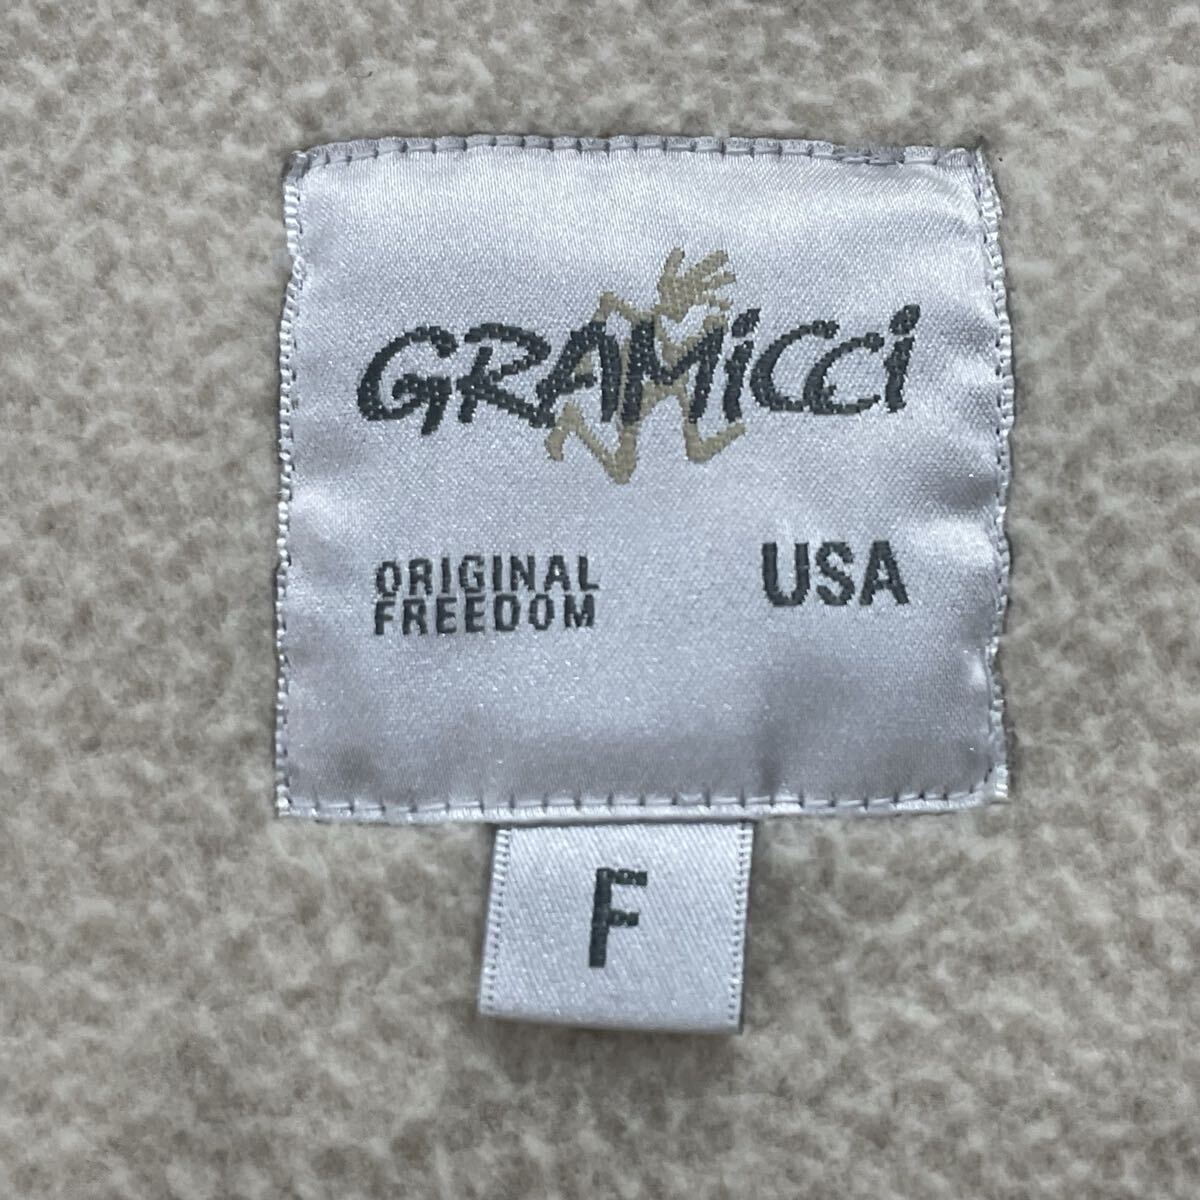 GRAMiCCi
ORIGINAL
FREEDOM
USA
F